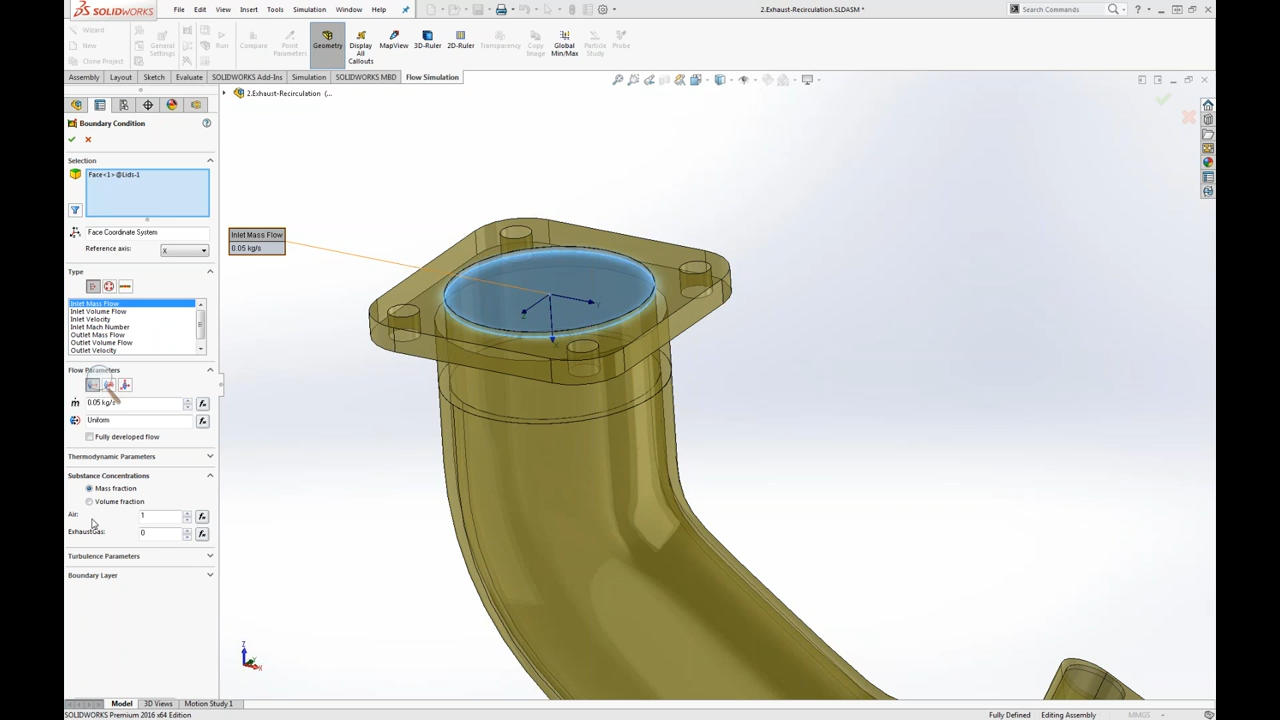 SOLIDWORKS
File Edit View Insert Tools Simulation Window Help
2.Exhaust-Recirculation.SLDASM *
Search Commands
Wizard
New
Clone Project
General Settings
Run
Compare
Point Parameters
Geometry
Display All Callouts
MapView
3D-Ruler
2D-Ruler
Transparency
Copy Image
Global Min/Max
Particle Study
Probe
Assembly Layout Sketch Evaluate SOLIDWORKS Add-Ins Simulation SOLIDWORKS MBD Flow Simulation
2.Exhaust-Recirculation (...
Boundary Condition
Selection
Face<1>@Lids-1
Face Coordinate System
Reference axis: X
Type
Inlet Mass Flow
Inlet Volume Flow
Inlet Velocity
Inlet Mach Number
Outlet Mass Flow
Outlet Volume Flow
Outlet Velocity
Flow Parameters
0.05 kg/s
Uniform
Fully developed flow
Thermodynamic Parameters
Substance Concentrations
Mass fraction
Volume fraction
Air: 1
ExhaustGas: 0
Turbulence Parameters
Boundary Layer
Inlet Mass Flow
0.05 kg/s
Y
Z
Z
Y
X
Model 3D Views Motion Study 1
SOLIDWORKS Premium 2016 x64 Edition
Fully Defined Editing Assembly MMGS